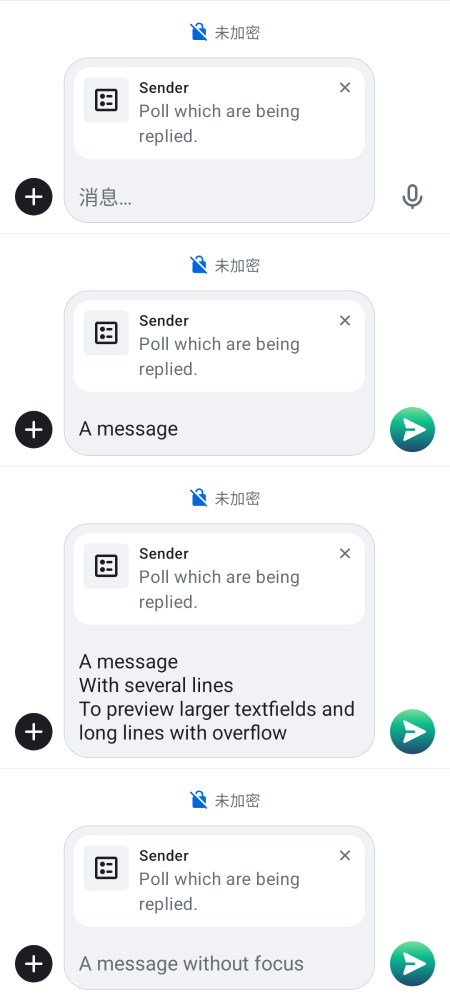 未加密
Sender
Poll which are being
replied.
消息…
未加密
Sender
Poll which are being
replied.
A message
未加密
Sender
Poll which are being
replied.
A message
With several lines
To preview larger textfields and
long lines with overflow
未加密
Sender
Poll which are being
replied.
A message without focus